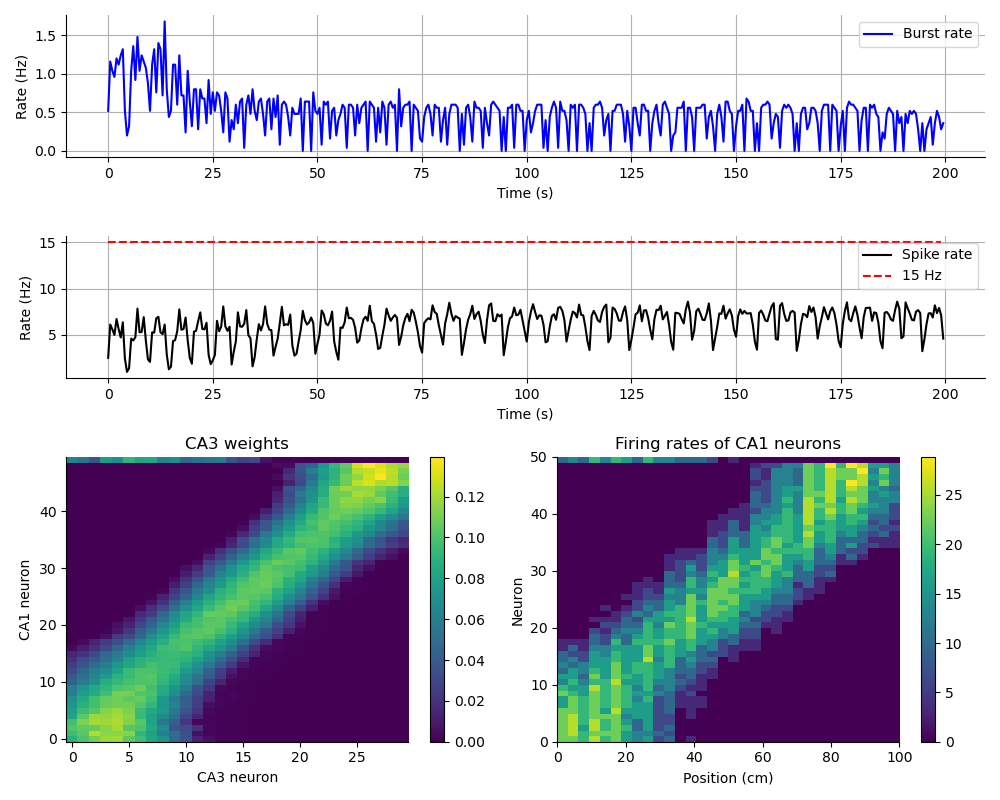 Burst rate
Rate (Hz)
1.5
1.0
0.5
0.0
0 25 50 75 100 125 150 175 200
Time (s)
Spike rate
15 Hz
Rate (Hz)
15
10
5
0 25 50 75 100 125 150 175 200
Time (s)
CA3 weights
CA1 neuron
40
30
20
10
0
0 5 10 15 20 25
CA3 neuron
0.12
0.10
0.08
0.06
0.04
0.02
0.00
Firing rates of CA1 neurons
Neuron
50
40
30
20
10
0
0 20 40 60 80 100
Position (cm)
25
20
15
10
5
0